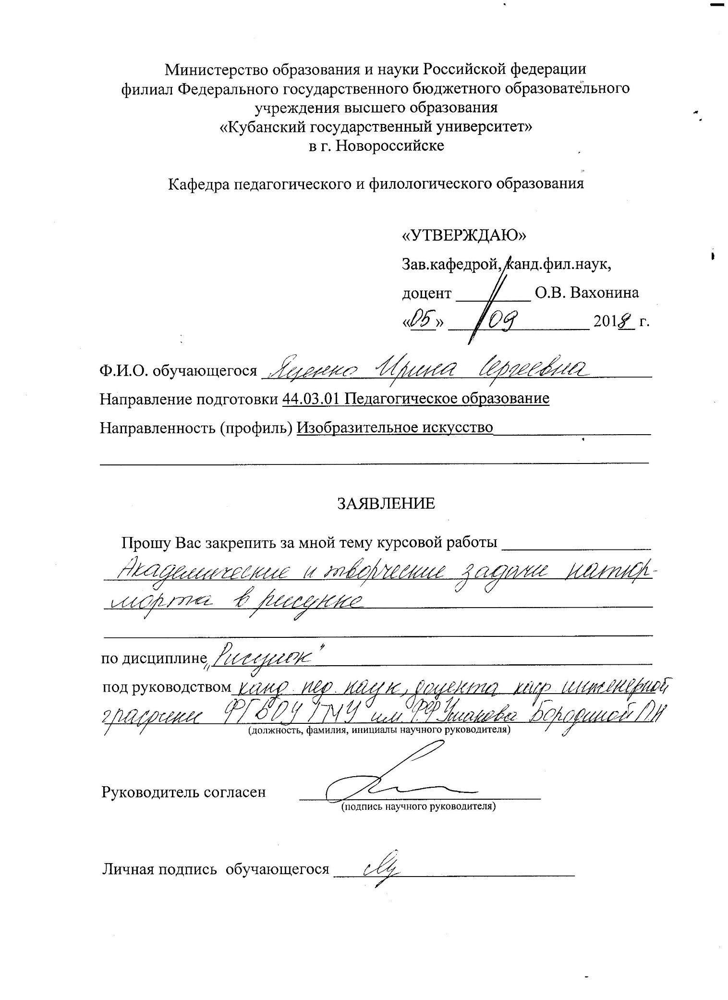 Министерство образования и науки Российской федерации
филиал Федерального государственного бюджетного образовательного
учреждения высшего образования
«Кубанский государственный университет»
в г. Новороссийске
Кафедра педагогического и филологического образования
«УТВЕРЖДАЮ»
Зав.кафедрой, канд.фил.наук,
доцент __________ О.В. Вахонина
«05» 09 2018 г.
Ф.И.О. обучающегося Яценко Ирина Сергеевна
Направление подготовки 44.03.01 Педагогическое образование
Направленность (профиль) Изобразительное искусство
ЗАЯВЛЕНИЕ
Прошу Вас закрепить за мной тему курсовой работы
Академические и творческие задачи натюр-
морта в рисунке
по дисциплине „Рисунок"
под руководством канд. пед. наук, доцента каф инженерной
графики ФГБОУ ГМУ им. Ф.Ф Ушакова Бородиной
(должность, фамилия, инициалы научного руководителя)
Руководитель согласен
(подпись научного руководителя)
Личная подпись обучающегося